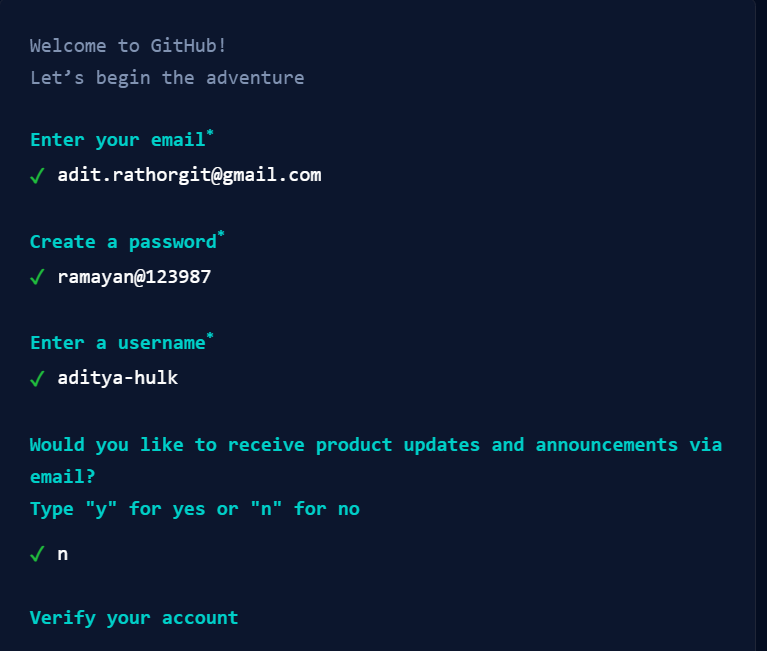 Welcome to GitHub!
Let’s begin the adventure
Enter your email*
✓ adit.rathorgit@gmail.com
Create a password*
✓ ramayan@123987
Enter a username*
✓ aditya-hulk
Would you like to receive product updates and announcements via
email?
Type "y" for yes or "n" for no
✓ n
Verify your account